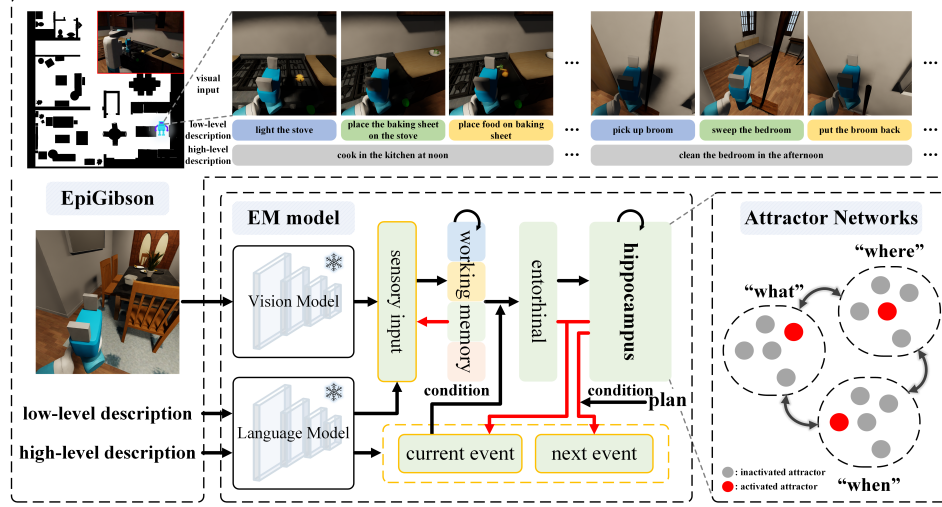 visual
input
low-level
description
high-level
description
light the stove
place the baking sheet
on the stove
place food on baking
sheet
...
pick up broom
sweep the bedroom
put the broom back
...
cook in the kitchen at noon
...
clean the bedroom in the afternoon
...
EpiGibson
EM model
Attractor Networks
Vision Model
sensory input
working memory
entorhinal
hippocampus
"what"
"where"
"when"
condition
condition
plan
low-level description
high-level description
Language Model
current event
next event
: inactivated attractor
: activated attractor